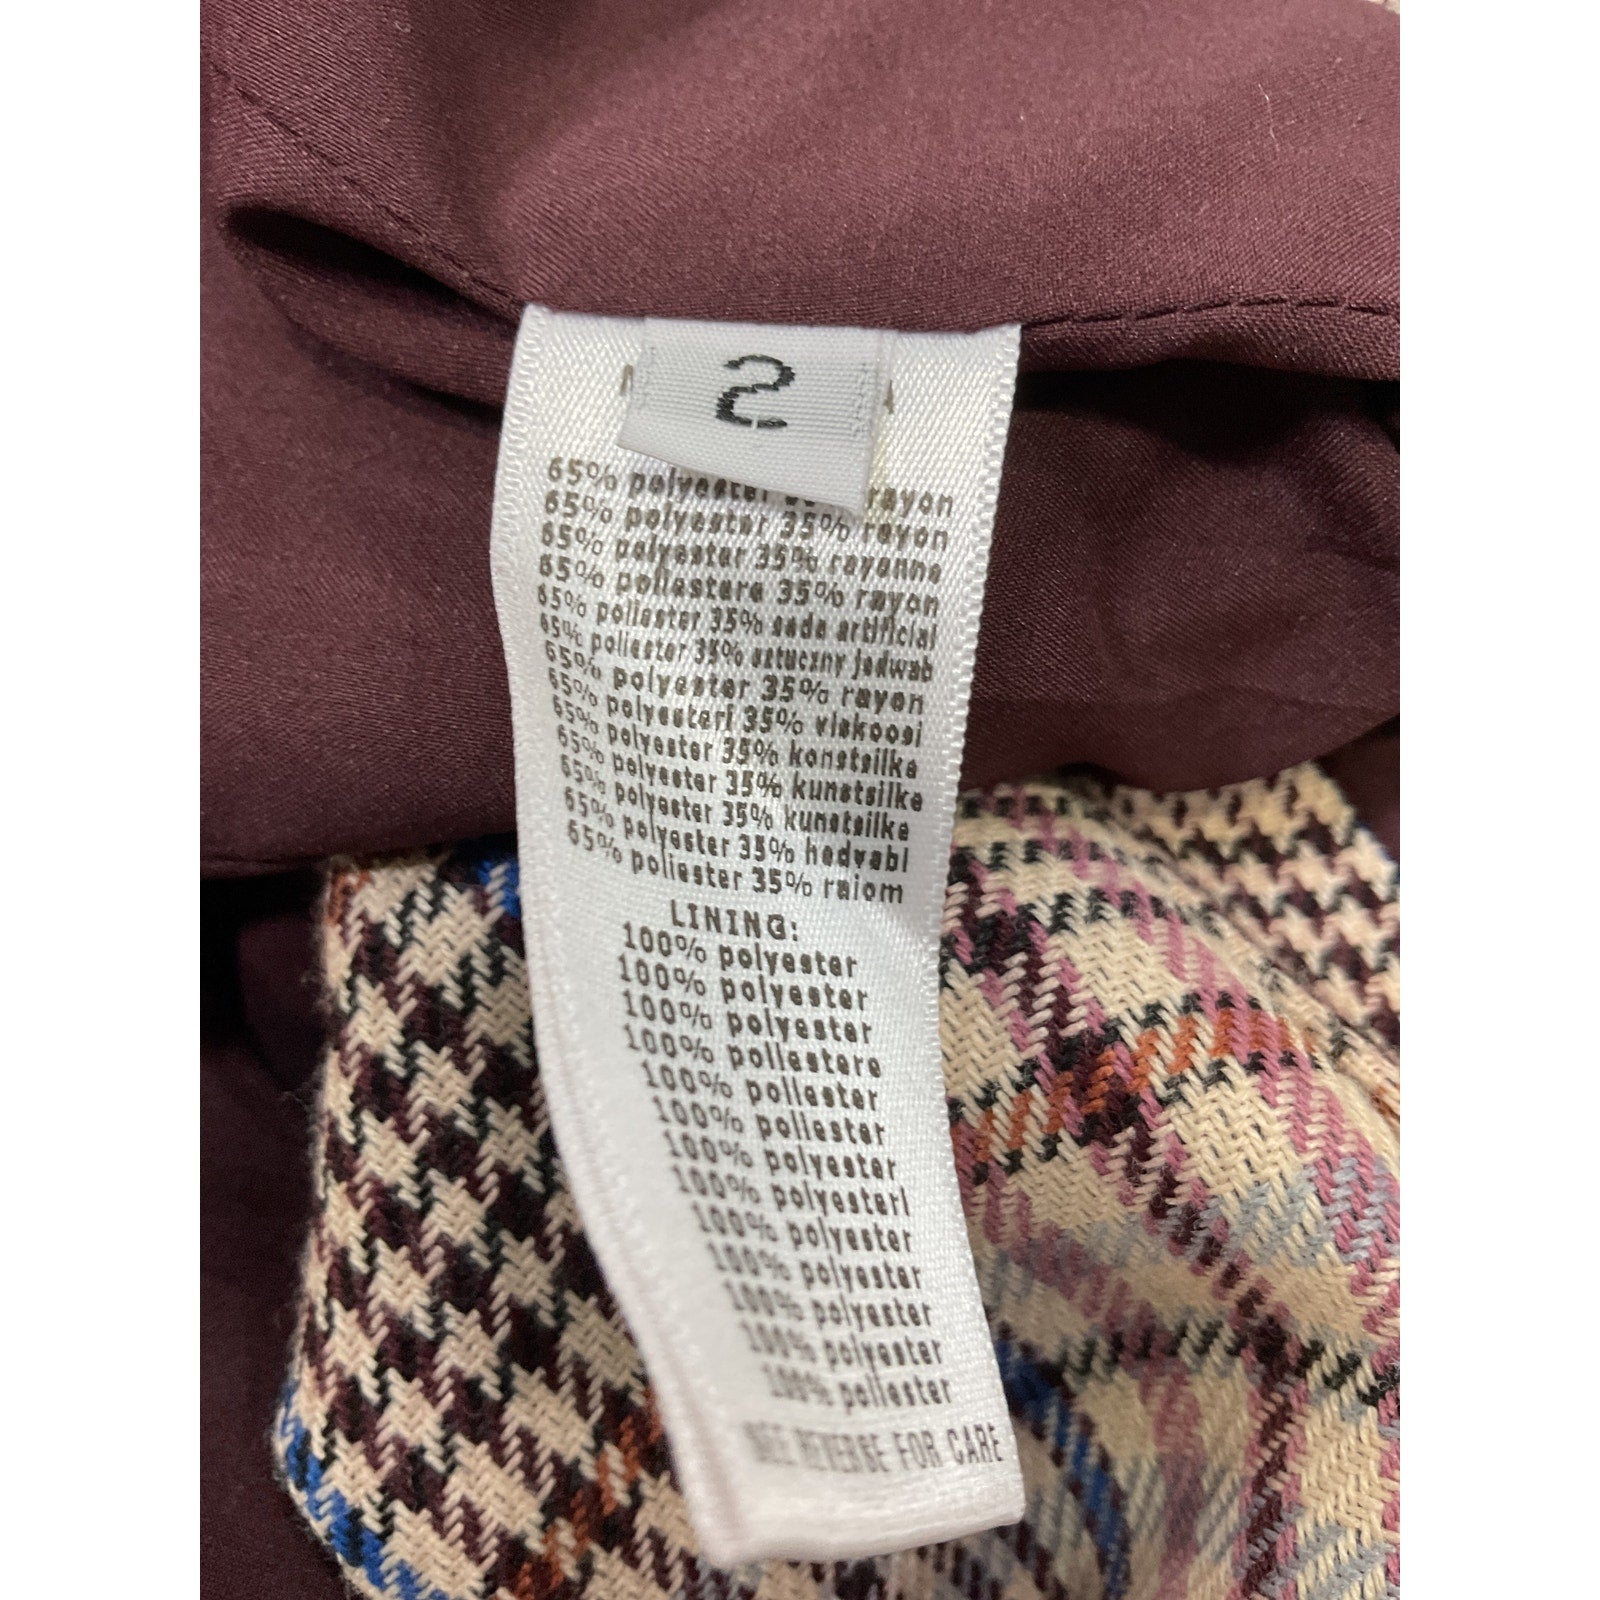 2
65% polyester rayon
65% polyester 35% rayon
65% polyester 35% rayonne
65% poliestere 35% rayon
65% poliester 35% seda artificial
65% poliester 35% sztuczny jedwab
65% polyester 35% rayon
65% polyesteri 35% viskoosi
65% polyester 35% konstsilke
65% polyester 35% kunstsilke
65% polyester 35% kunstsilke
65% polyester 35% hedvabi
65% poliester 35% raiom
LINING:
100% polyester
100% polyester
100% polyester
100% poliestere
100% poliester
100% poliester
100% polyester
100% polyesteri
100% polyester
100% polyester
100% polyester
100% polyester
100% poliester
SEE REVERSE FOR CARE